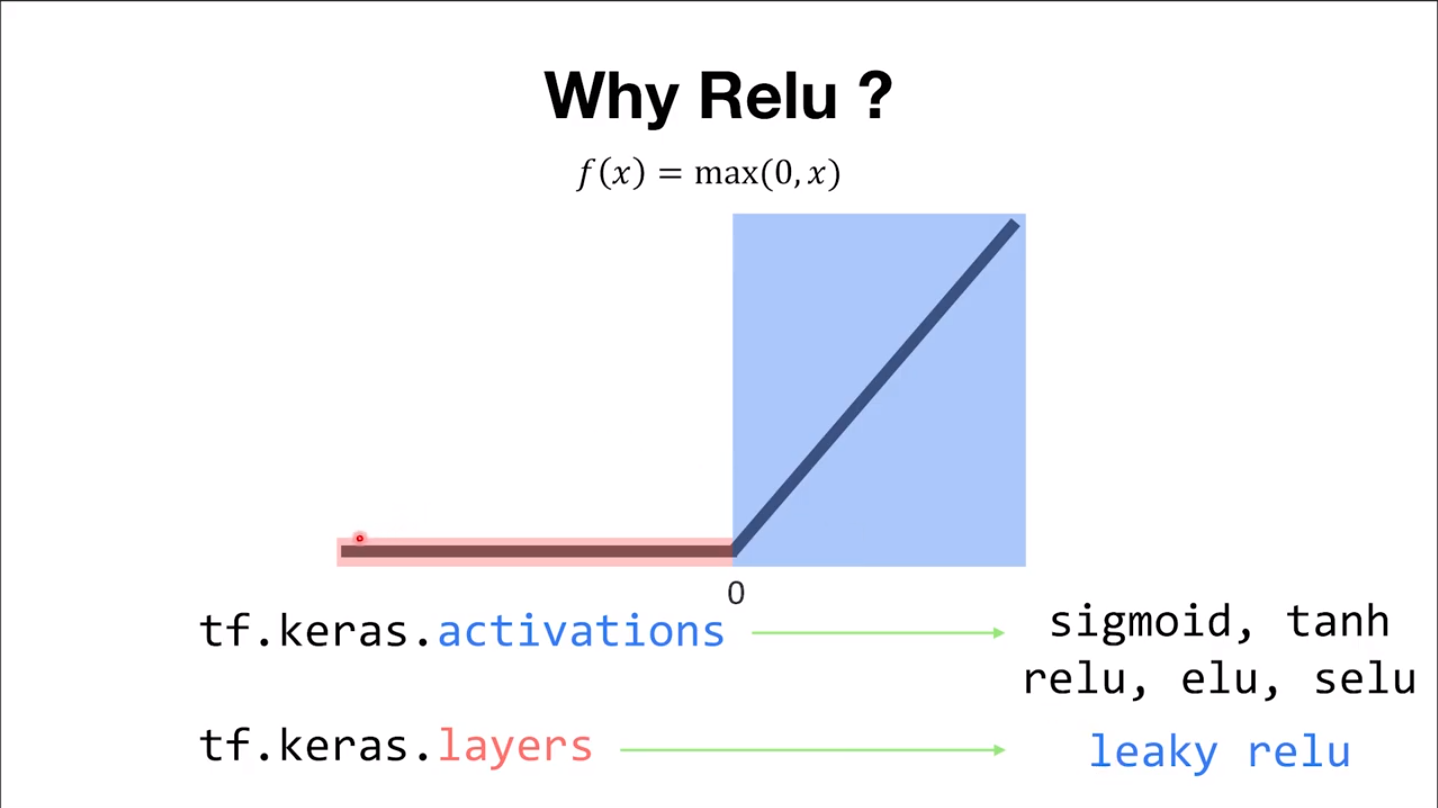 Why Relu ?
f(x) = max(0, x)
0
tf.keras.activations
sigmoid, tanh
relu, elu, selu
tf.keras.layers
leaky relu